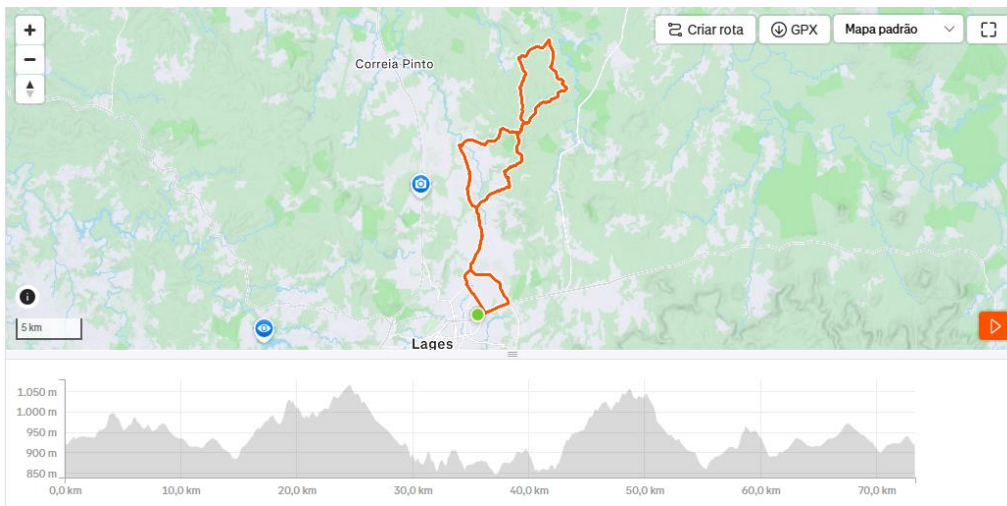 +
Criar rota
GPX
Mapa padrão
−
Correia Pinto
5 km
Lages
1.050 m
1.000 m
950 m
900 m
850 m
0,0 km 10,0 km 20,0 km 30,0 km 40,0 km 50,0 km 60,0 km 70,0 km